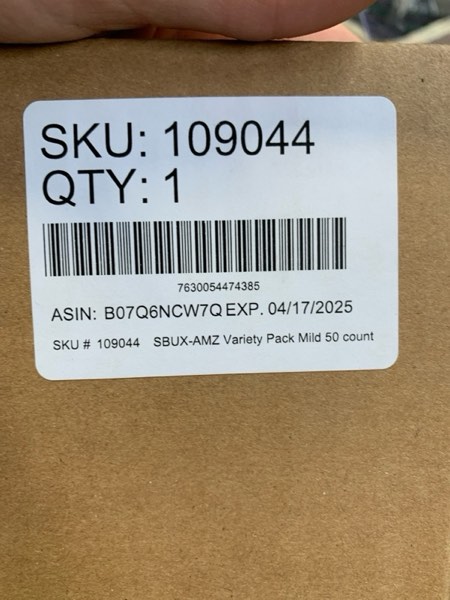 SKU: 109044
QTY: 1
7630054474385
ASIN: B07Q6NCW7Q EXP. 04/17/2025
SKU # 109044 SBUX-AMZ Variety Pack Mild 50 count